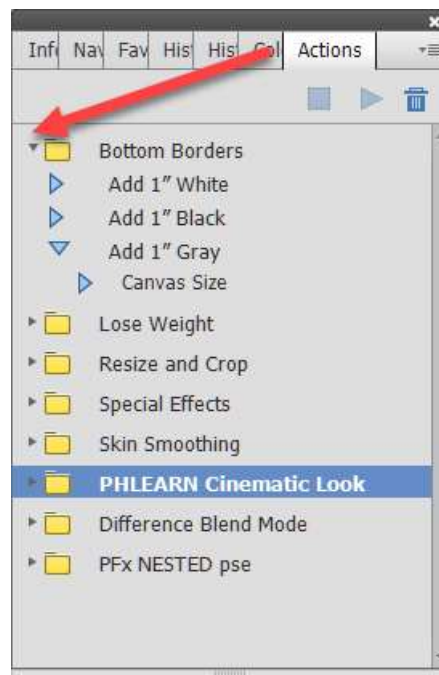 Info Nav Fav His His Col Actions
Bottom Borders
Add 1" White
Add 1" Black
Add 1" Gray
Canvas Size
Lose Weight
Resize and Crop
Special Effects
Skin Smoothing
PHLEARN Cinematic Look
Difference Blend Mode
PFx NESTED pse